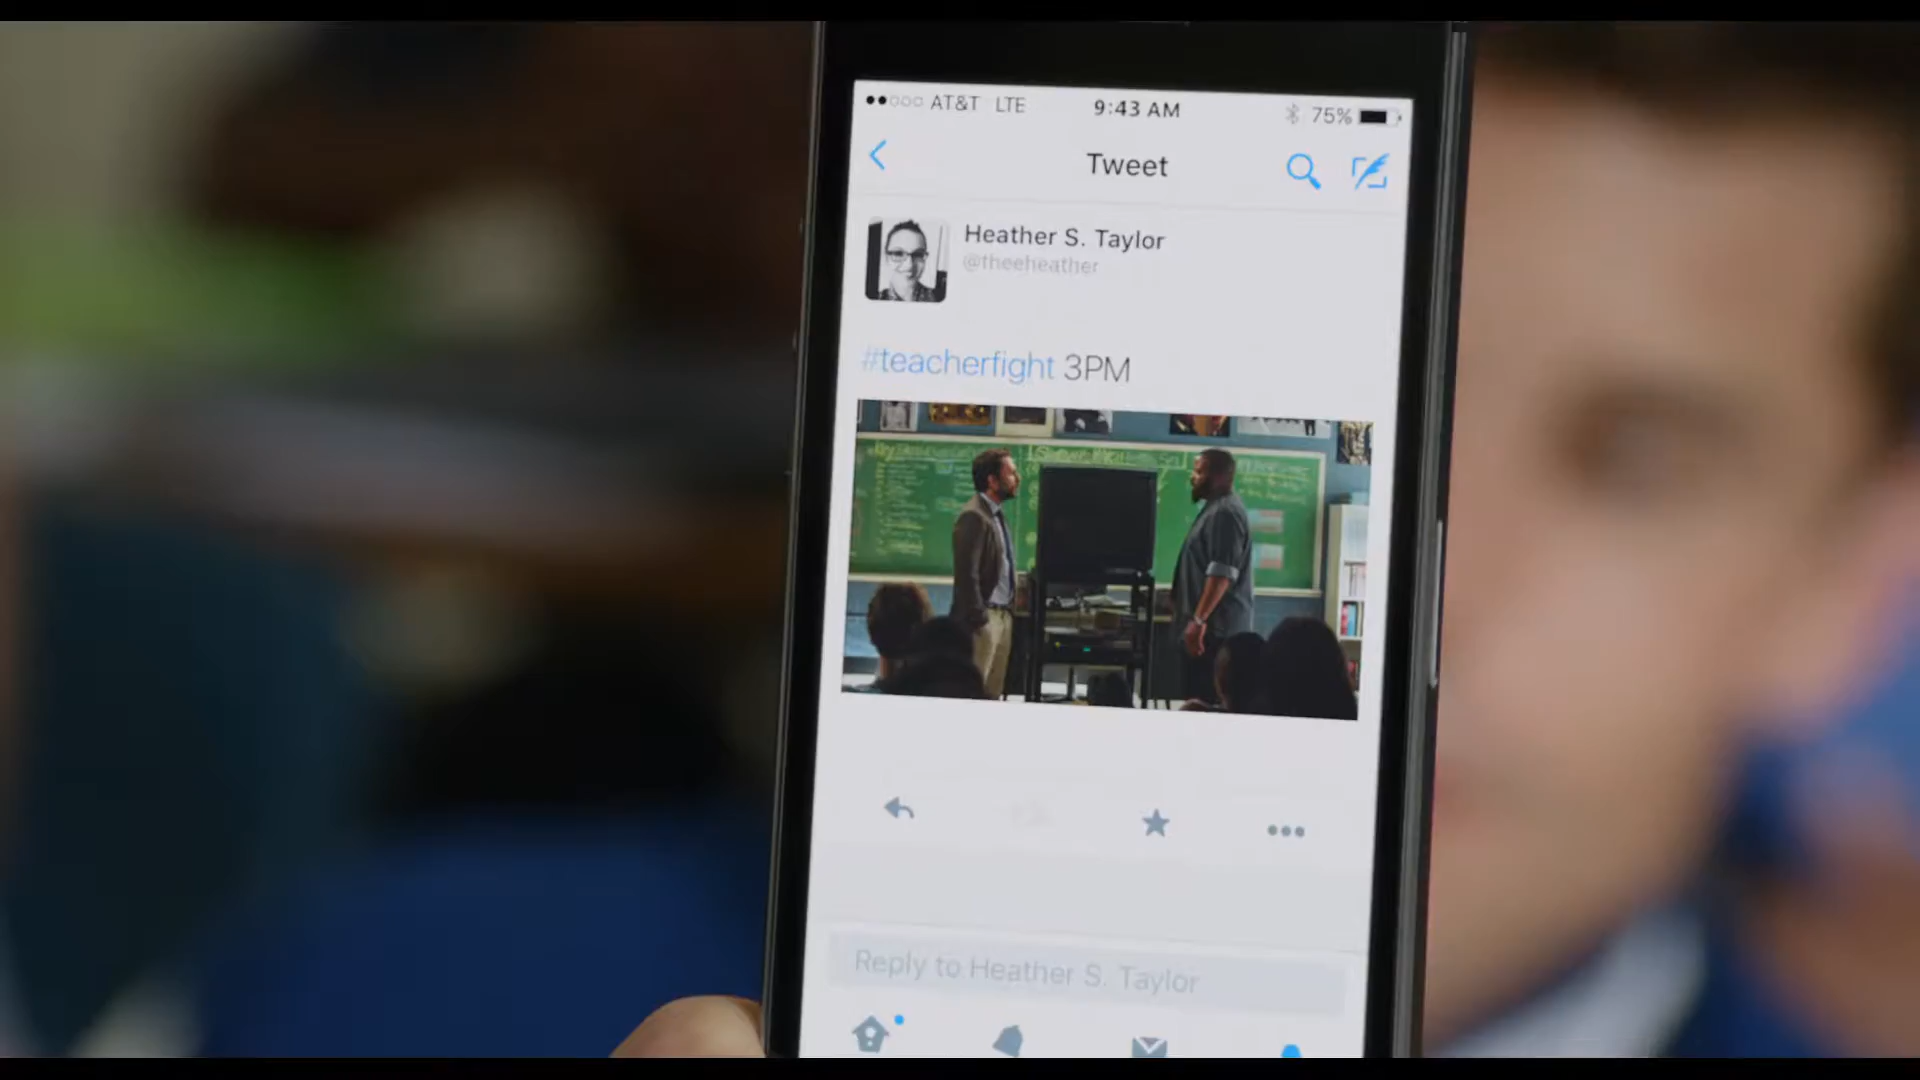 AT&T LTE 9:43 AM 75%
Tweet
Heather S. Taylor
@theeheather
#teacherfight 3PM
Reply to Heather S. Taylor